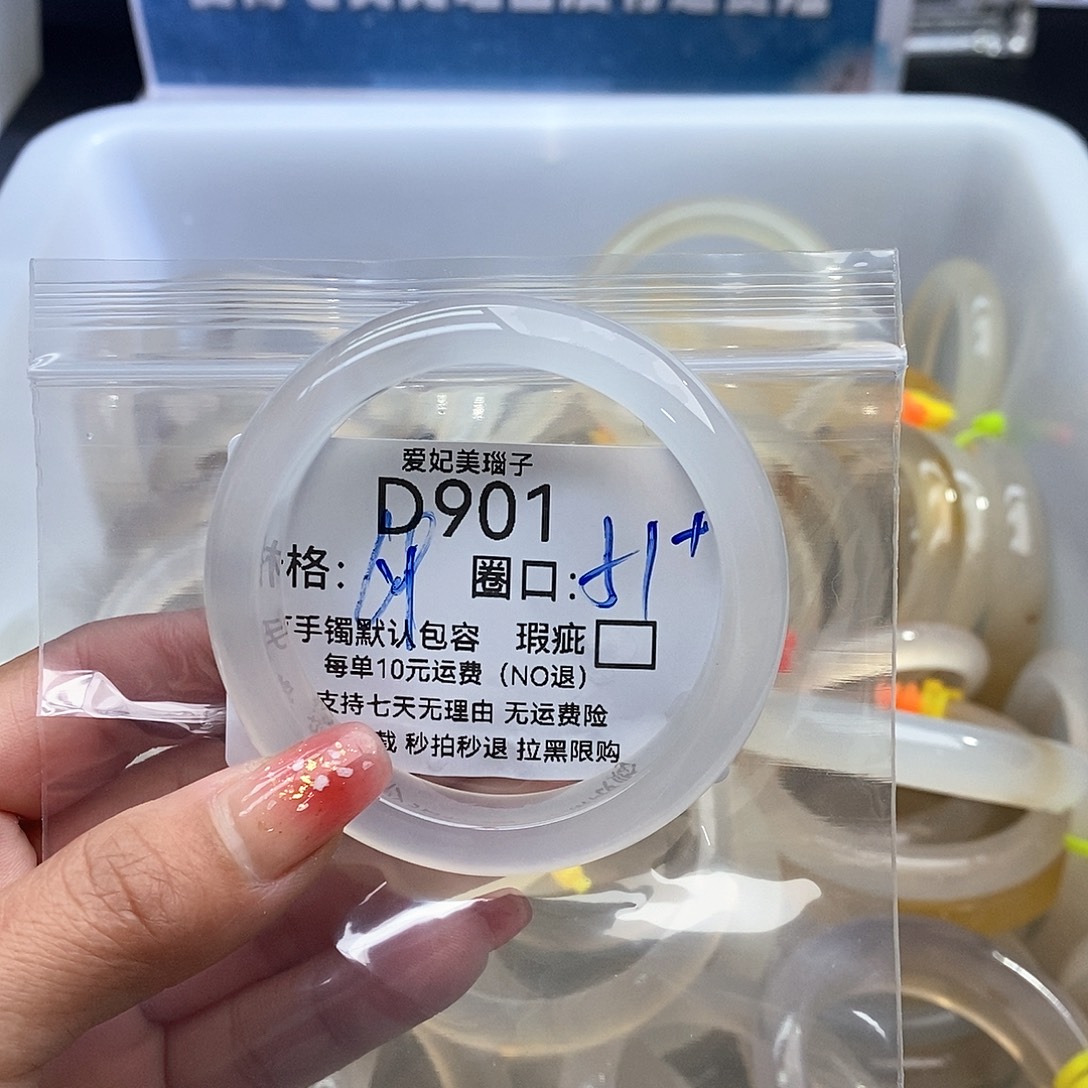 爱妃美瑙子
D901
格: 圈口: 51+
手镯默认包容 瑕疵
每单10元运费 (NO退)
支持七天无理由 无运费险
秒拍秒退 拉黑限购